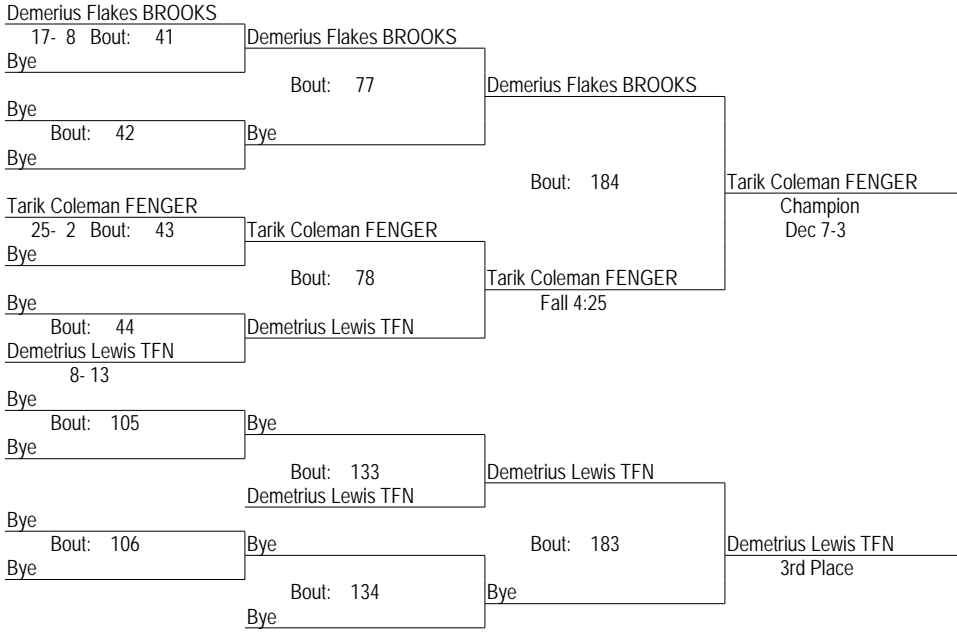 Demerius Flakes BROOKS
17- 8 Bout: 41
Demerius Flakes BROOKS
Bye
Bout: 77
Demerius Flakes BROOKS
Bye
Bout: 42
Bye
Bye
Bout: 184
Tarik Coleman FENGER
Champion
Dec 7-3
Tarik Coleman FENGER
25- 2 Bout: 43
Tarik Coleman FENGER
Bye
Bout: 78
Tarik Coleman FENGER
Fall 4:25
Bye
Bout: 44
Demetrius Lewis TFN
Demetrius Lewis TFN
8- 13
Bye
Bout: 105
Bye
Bye
Bout: 133
Demetrius Lewis TFN
Demetrius Lewis TFN
Bye
Bout: 106
Bye
Bout: 183
Demetrius Lewis TFN
3rd Place
Bye
Bout: 134
Bye
Bye